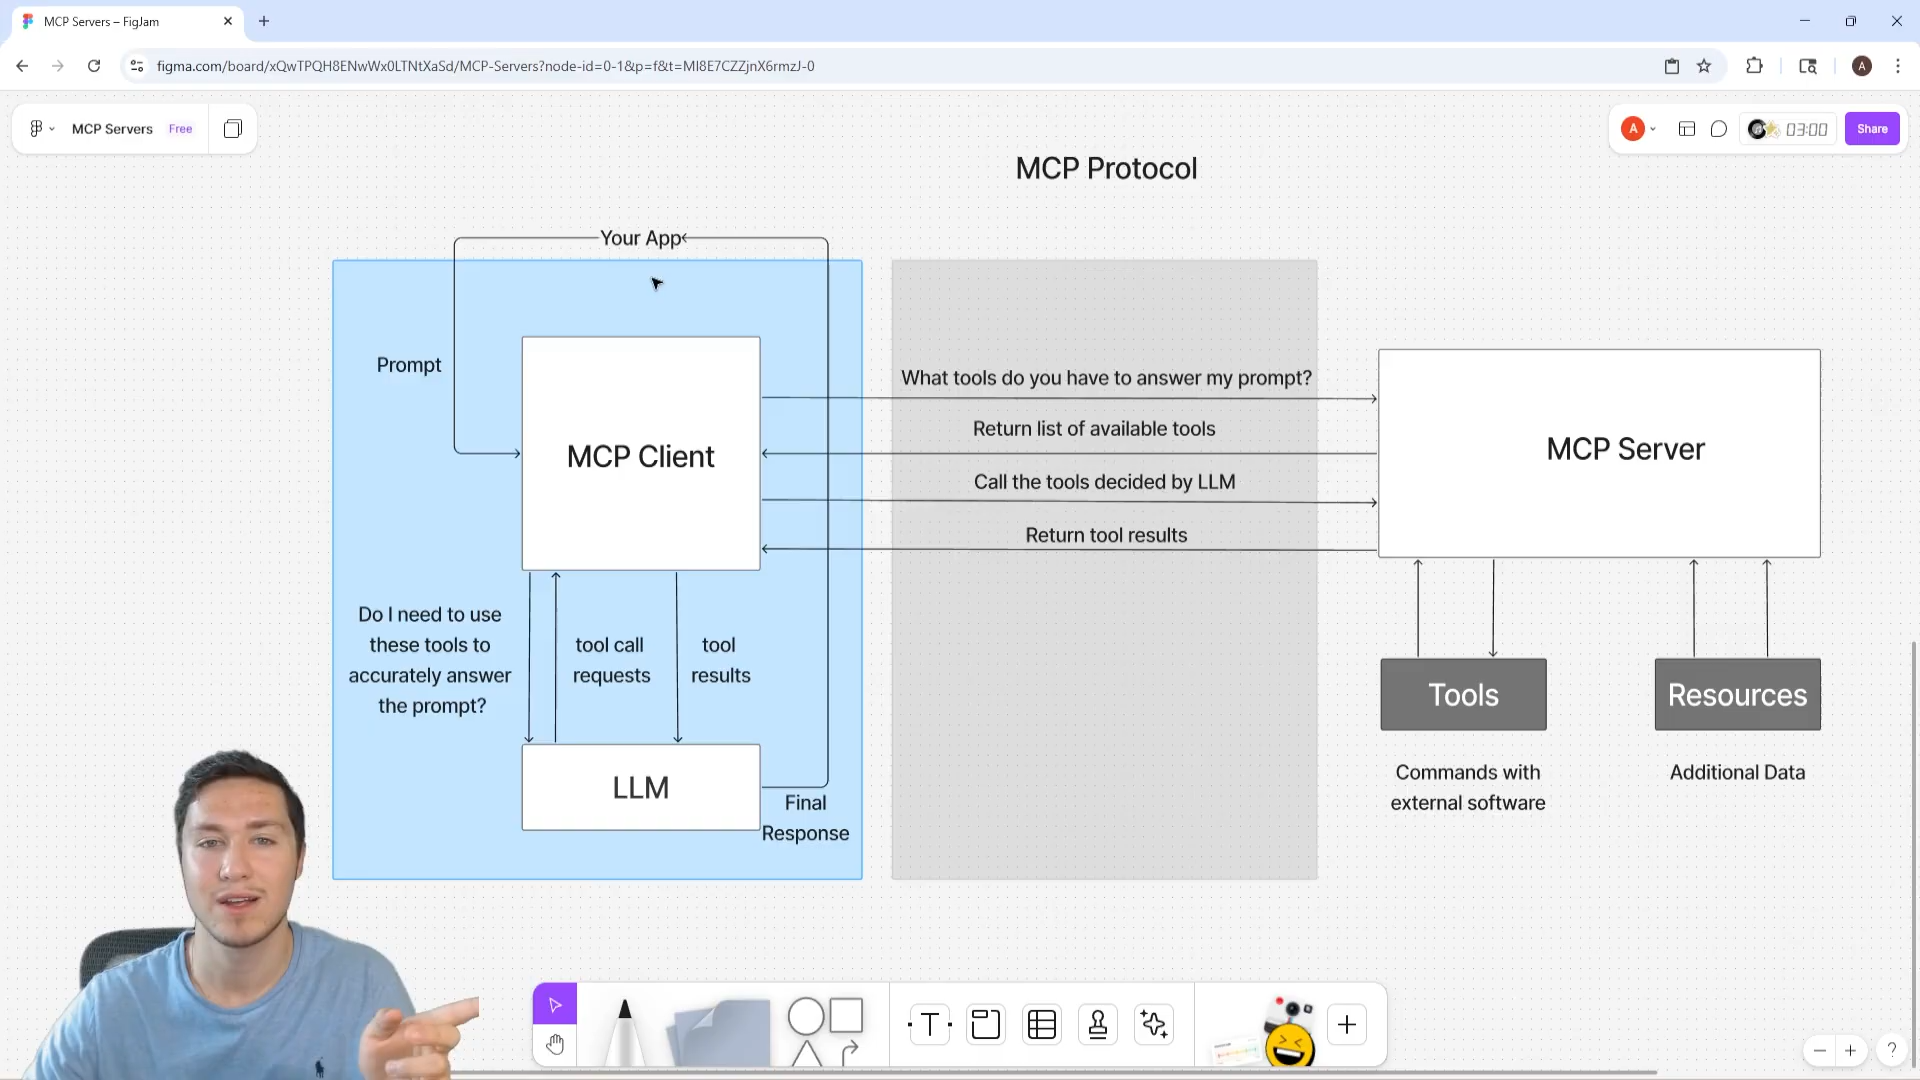 MCP Servers – FigJam
figma.com/board/xQwTPQH8ENwWx0LTNtXaSd/MCP-Servers?node-id=0-1&p=f&t=MI8E7CZZjnX6rmzJ-0
A
MCP Servers Free
A
03:00
Share
MCP Protocol
Your App
Prompt
MCP Client
What tools do you have to answer my prompt?
Return list of available tools
Call the tools decided by LLM
Return tool results
MCP Server
Do I need to use
these tools to
accurately answer
the prompt?
tool call
requests
tool
results
LLM
Final
Response
Tools
Resources
Commands with
external software
Additional Data
T
?